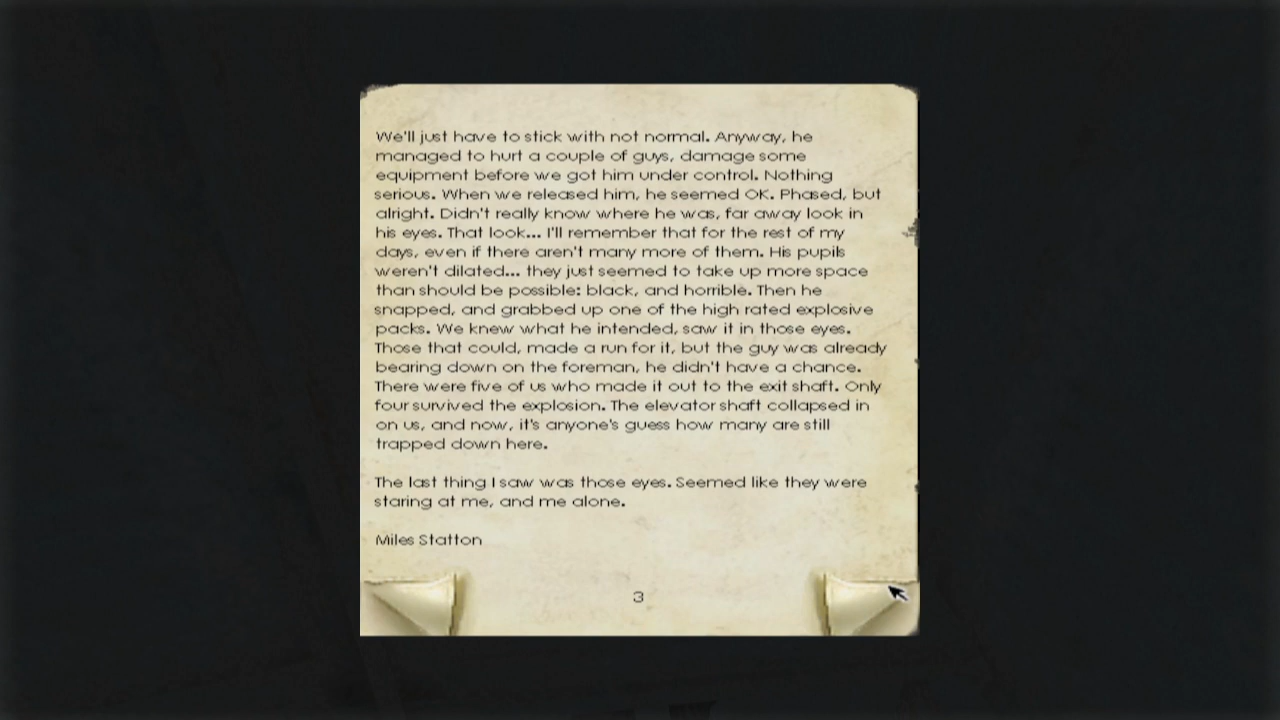 We'll just have to stick with not normal. Anyway, he
managed to hurt a couple of guys, damage some
equipment before we got him under control. Nothing
serious. When we released him, he seemed OK. Phased, but
alright. Didn't really know where he was, far away look in
his eyes. That look... I'll remember that for the rest of my
days, even if there aren't many more of them. His pupils
weren't dilated... they just seemed to take up more space
than should be possible: black, and horrible. Then he
snapped, and grabbed up one of the high rated explosive
packs. We knew what he intended, saw it in those eyes.
Those that could, made a run for it, but the guy was already
bearing down on the foreman, he didn't have a chance.
There were five of us who made it out to the exit shaft. Only
four survived the explosion. The elevator shaft collapsed in
on us, and now, it's anyone's guess how many are still
trapped down here.
The last thing I saw was those eyes. Seemed like they were
staring at me, and me alone.
Miles Statton
3